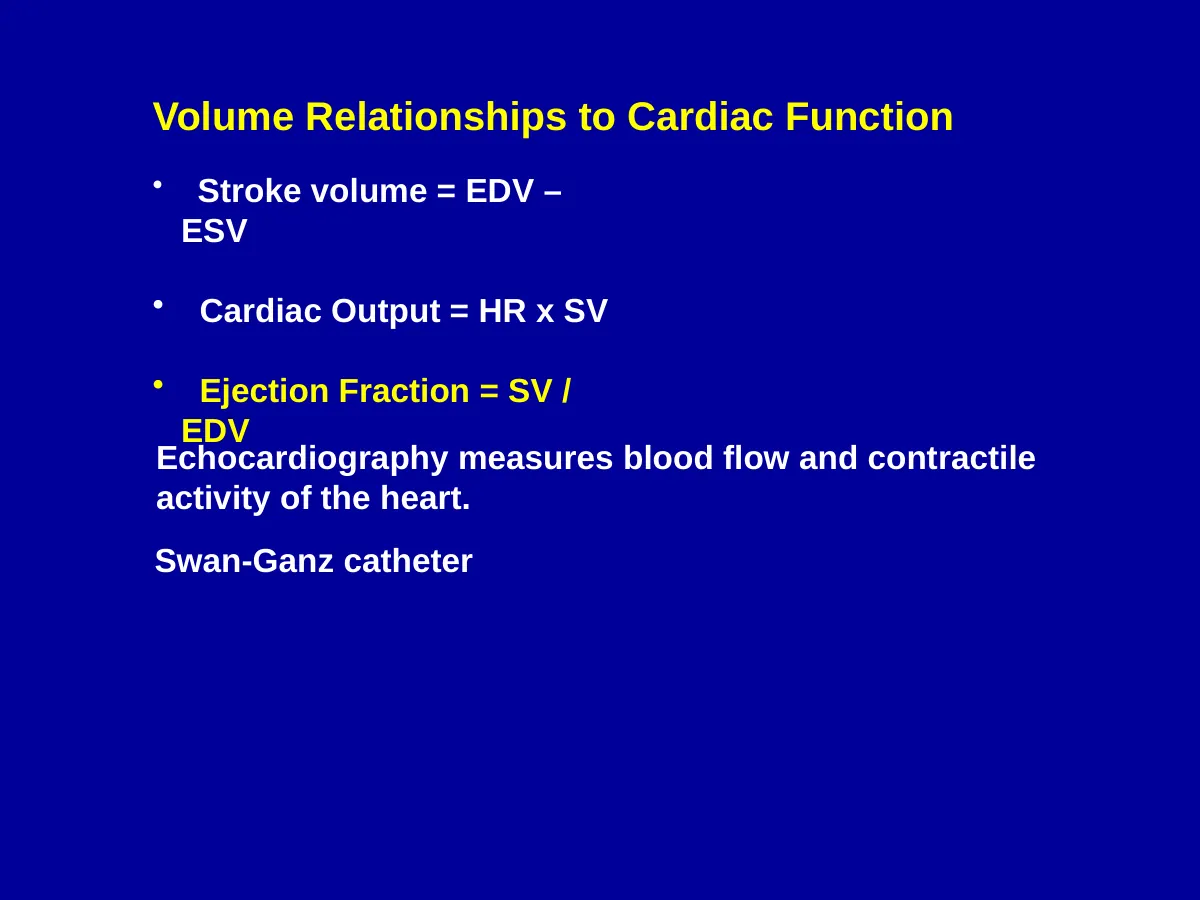 Volume Relationships to Cardiac Function
• Stroke volume = EDV –
ESV
• Cardiac Output = HR x SV
• Ejection Fraction = SV /
EDV
Echocardiography measures blood flow and contractile
activity of the heart.
Swan-Ganz catheter